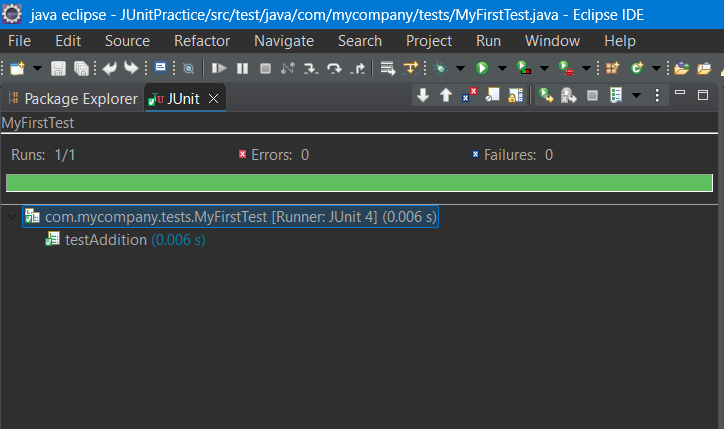 java eclipse - JUnitPractice/src/test/java/com/mycompany/tests/MyFirstTest.java - Eclipse IDE
File Edit Source Refactor Navigate Search Project Run Window Help
Package Explorer JUnit
MyFirstTest
Runs: 1/1 Errors: 0 Failures: 0
com.mycompany.tests.MyFirstTest [Runner: JUnit 4] (0.006 s)
testAddition (0.006 s)